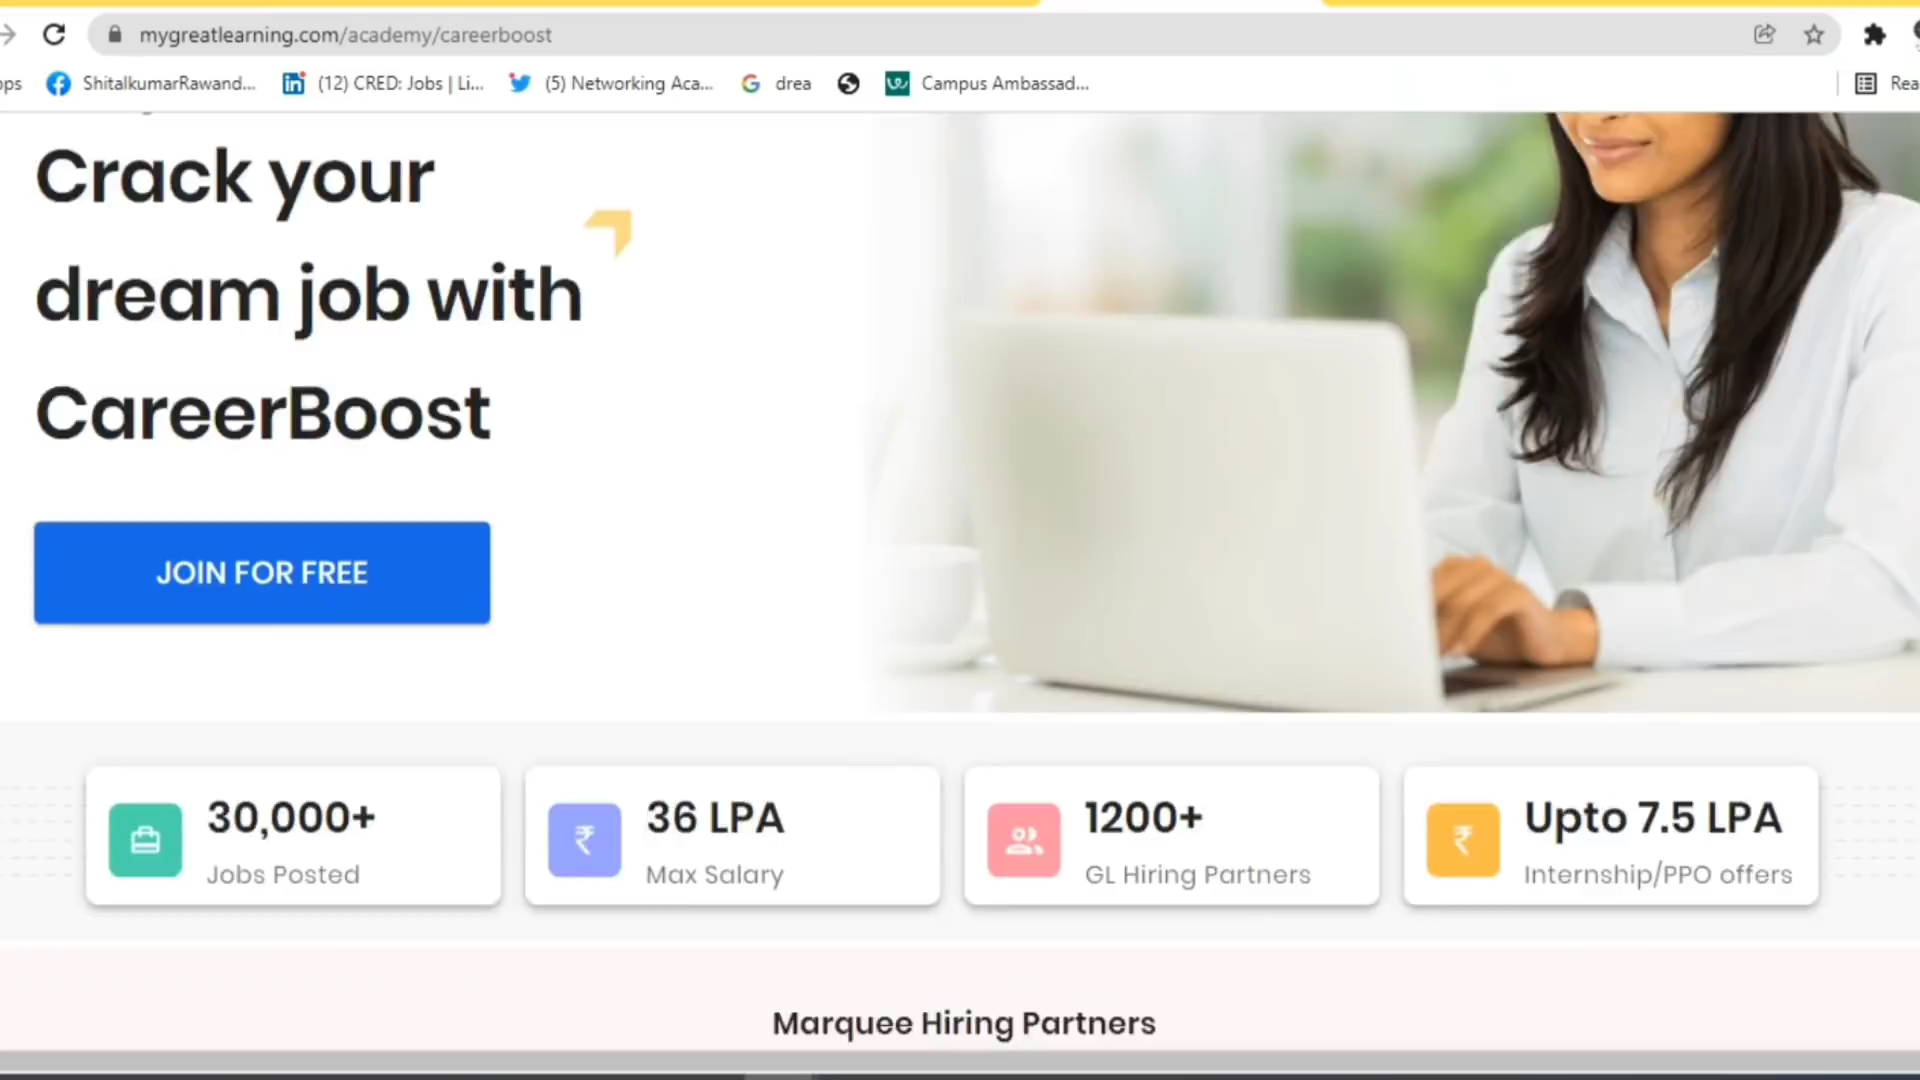 mygreatlearning.com/academy/careerboost
ShitalkumarRawand...
(12) CRED: Jobs | Li...
(5) Networking Aca...
drea
Campus Ambassad...
Crack your
dream job with
CareerBoost
JOIN FOR FREE
30,000+
Jobs Posted
36 LPA
Max Salary
1200+
GL Hiring Partners
Upto 7.5 LPA
Internship/PPO offers
Marquee Hiring Partners